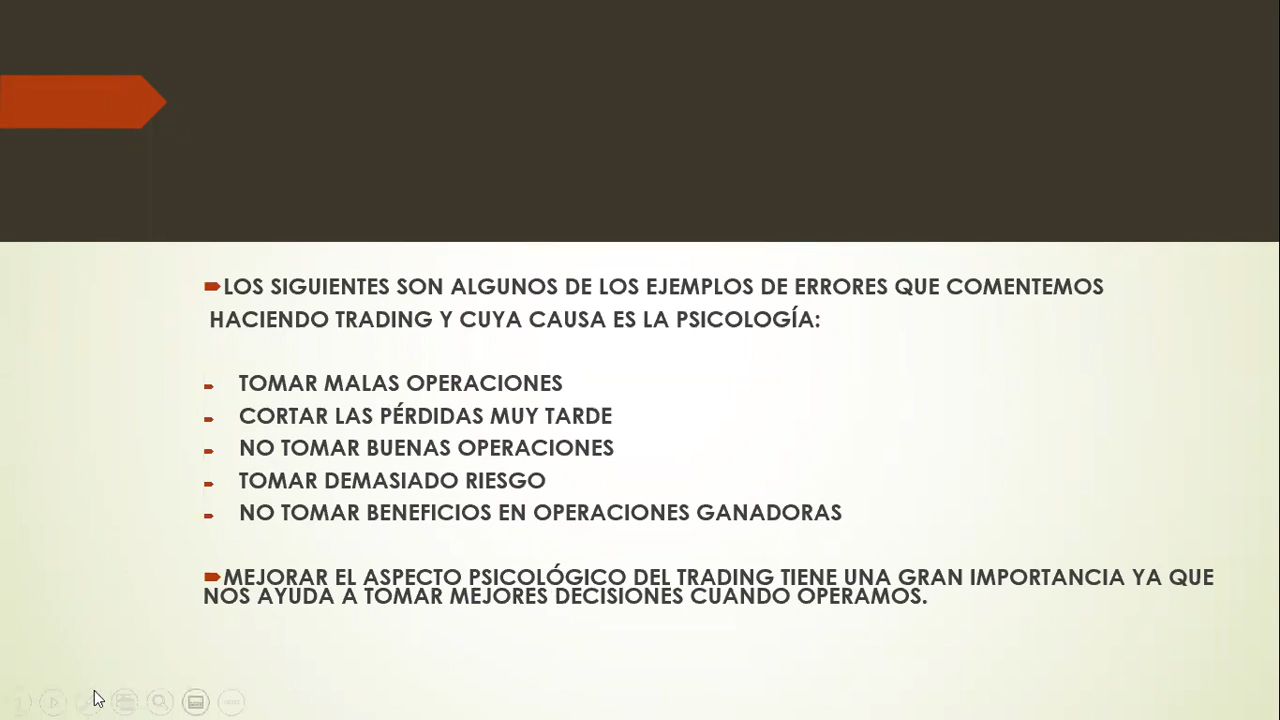 LOS SIGUIENTES SON ALGUNOS DE LOS EJEMPLOS DE ERRORES QUE COMENTEMOS
HACIENDO TRADING Y CUYA CAUSA ES LA PSICOLOGÍA:
TOMAR MALAS OPERACIONES
CORTAR LAS PÉRDIDAS MUY TARDE
NO TOMAR BUENAS OPERACIONES
TOMAR DEMASIADO RIESGO
NO TOMAR BENEFICIOS EN OPERACIONES GANADORAS
MEJORAR EL ASPECTO PSICOLÓGICO DEL TRADING TIENE UNA GRAN IMPORTANCIA YA QUE
NOS AYUDA A TOMAR MEJORES DECISIONES CUANDO OPERAMOS.